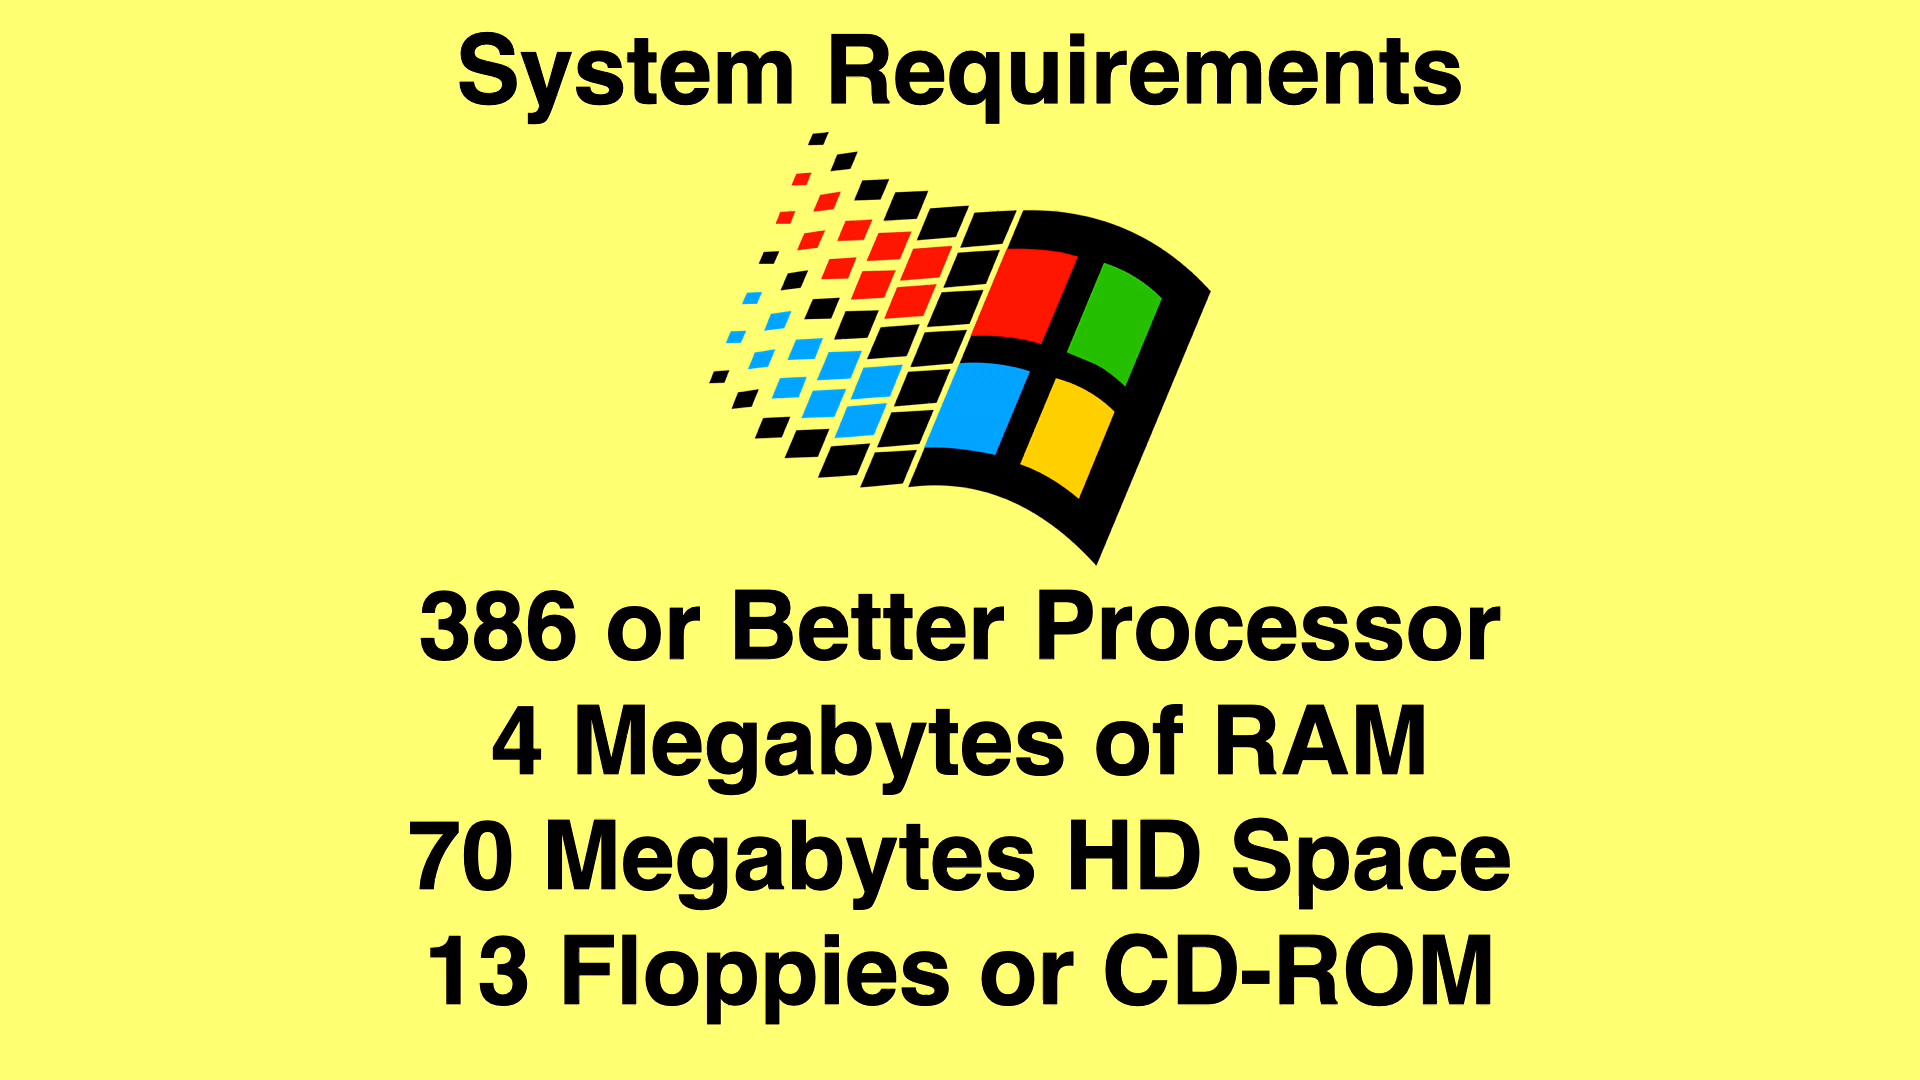 System Requirements
386 or Better Processor
4 Megabytes of RAM
70 Megabytes HD Space
13 Floppies or CD-ROM